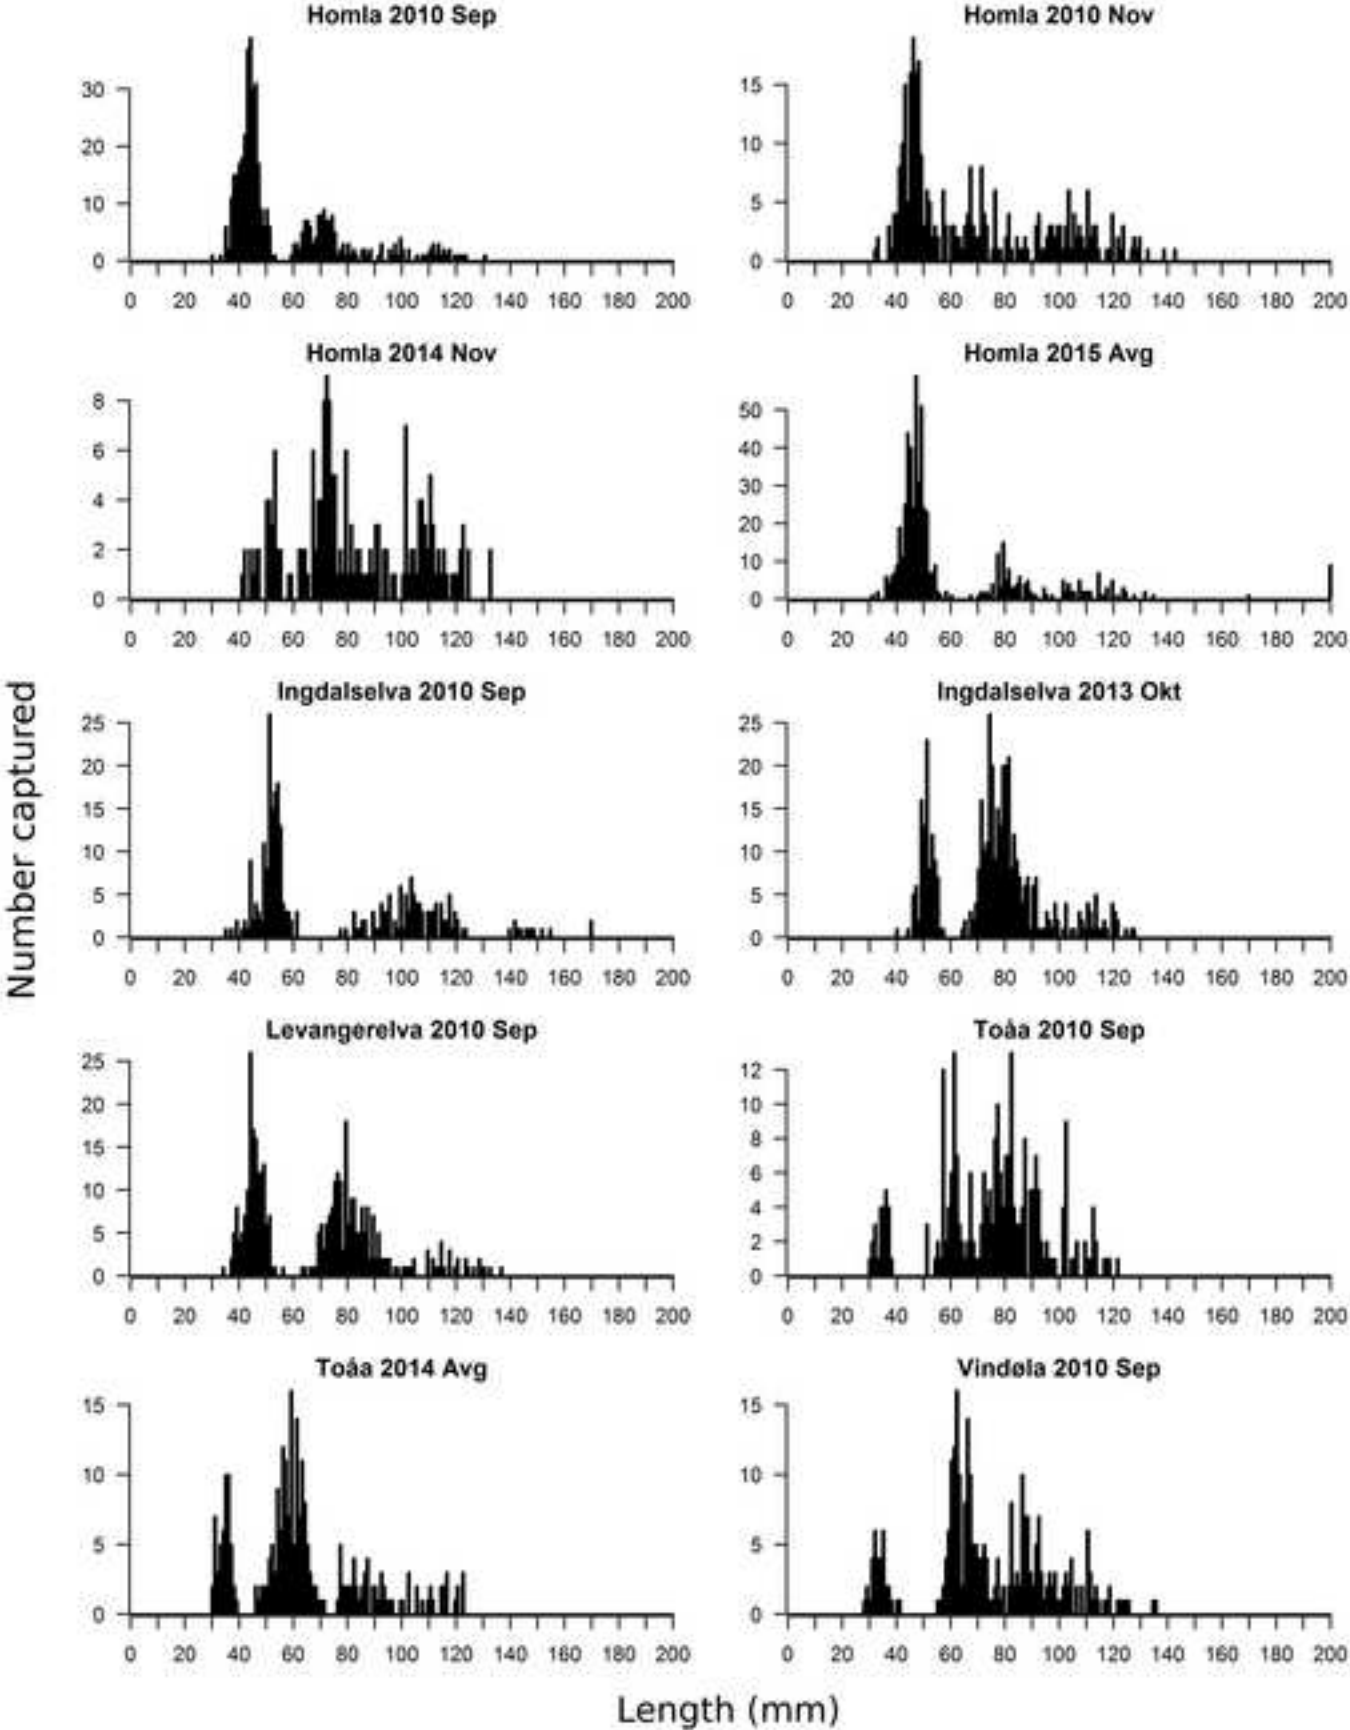 Homla 2010 Sep
30
20
10
0
0 20 40 60 80 100 120 140 160 180 200
Homla 2010 Nov
15
10
5
0
0 20 40 60 80 100 120 140 160 180 200
Homla 2014 Nov
8
6
4
2
0
0 20 40 60 80 100 120 140 160 180 200
Homla 2015 Avg
50
40
30
20
10
0
0 20 40 60 80 100 120 140 160 180 200
Number captured
Ingdalselva 2010 Sep
25
20
15
10
5
0
0 20 40 60 80 100 120 140 160 180 200
Ingdalselva 2013 Okt
25
20
15
10
5
0
0 20 40 60 80 100 120 140 160 180 200
Levangerelva 2010 Sep
25
20
15
10
5
0
0 20 40 60 80 100 120 140 160 180 200
Toåa 2010 Sep
12
10
8
6
4
2
0
0 20 40 60 80 100 120 140 160 180 200
Toåa 2014 Avg
15
10
5
0
0 20 40 60 80 100 120 140 160 180 200
Vindøla 2010 Sep
15
10
5
0
0 20 40 60 80 100 120 140 160 180 200
Length (mm)